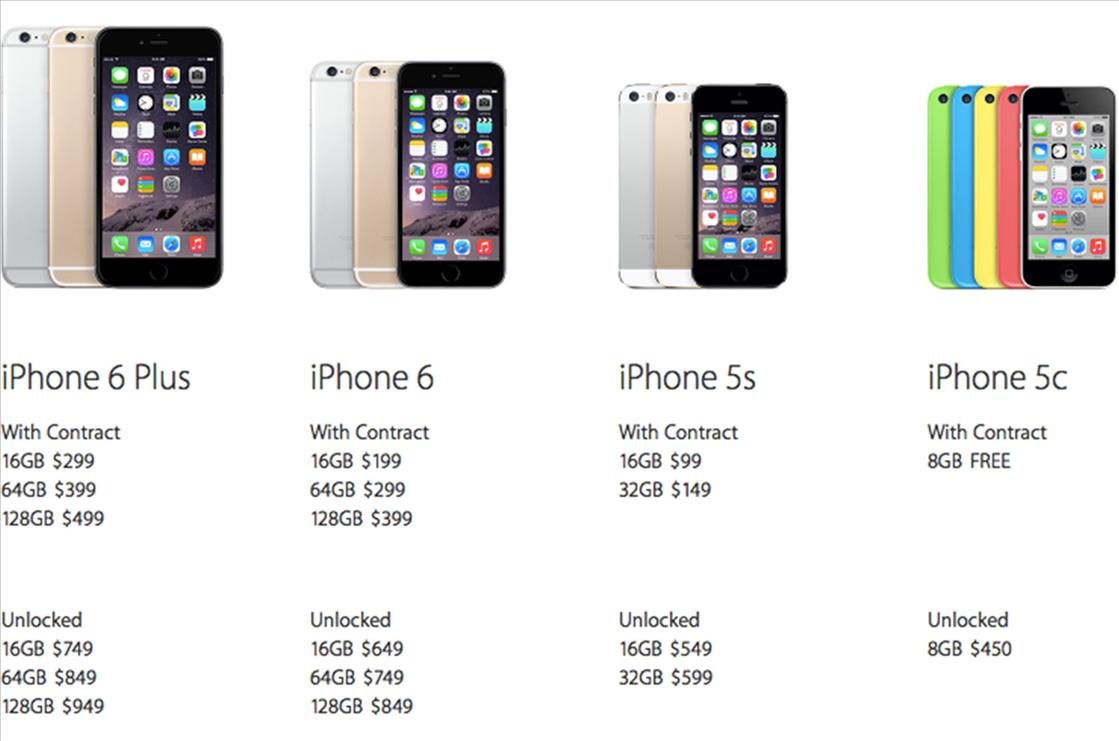 iPhone 6 Plus
With Contract
16GB $299
64GB $399
128GB $499
Unlocked
16GB $749
64GB $849
128GB $949
iPhone 6
With Contract
16GB $199
64GB $299
128GB $399
Unlocked
16GB $649
64GB $749
128GB $849
iPhone 5s
With Contract
16GB $99
32GB $149
Unlocked
16GB $549
32GB $599
iPhone 5c
With Contract
8GB FREE
Unlocked
8GB $450